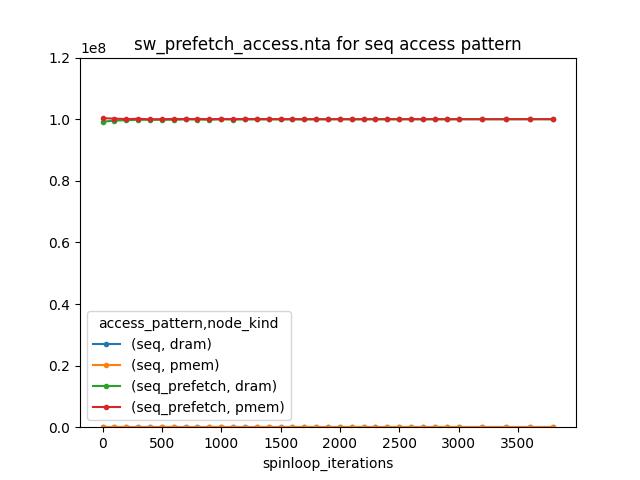 sw_prefetch_access.nta for seq access pattern
1e8
1.2
1.0
0.8
0.6
0.4
0.2
0.0
access_pattern,node_kind
(seq, dram)
(seq, pmem)
(seq_prefetch, dram)
(seq_prefetch, pmem)
0 500 1000 1500 2000 2500 3000 3500
spinloop_iterations